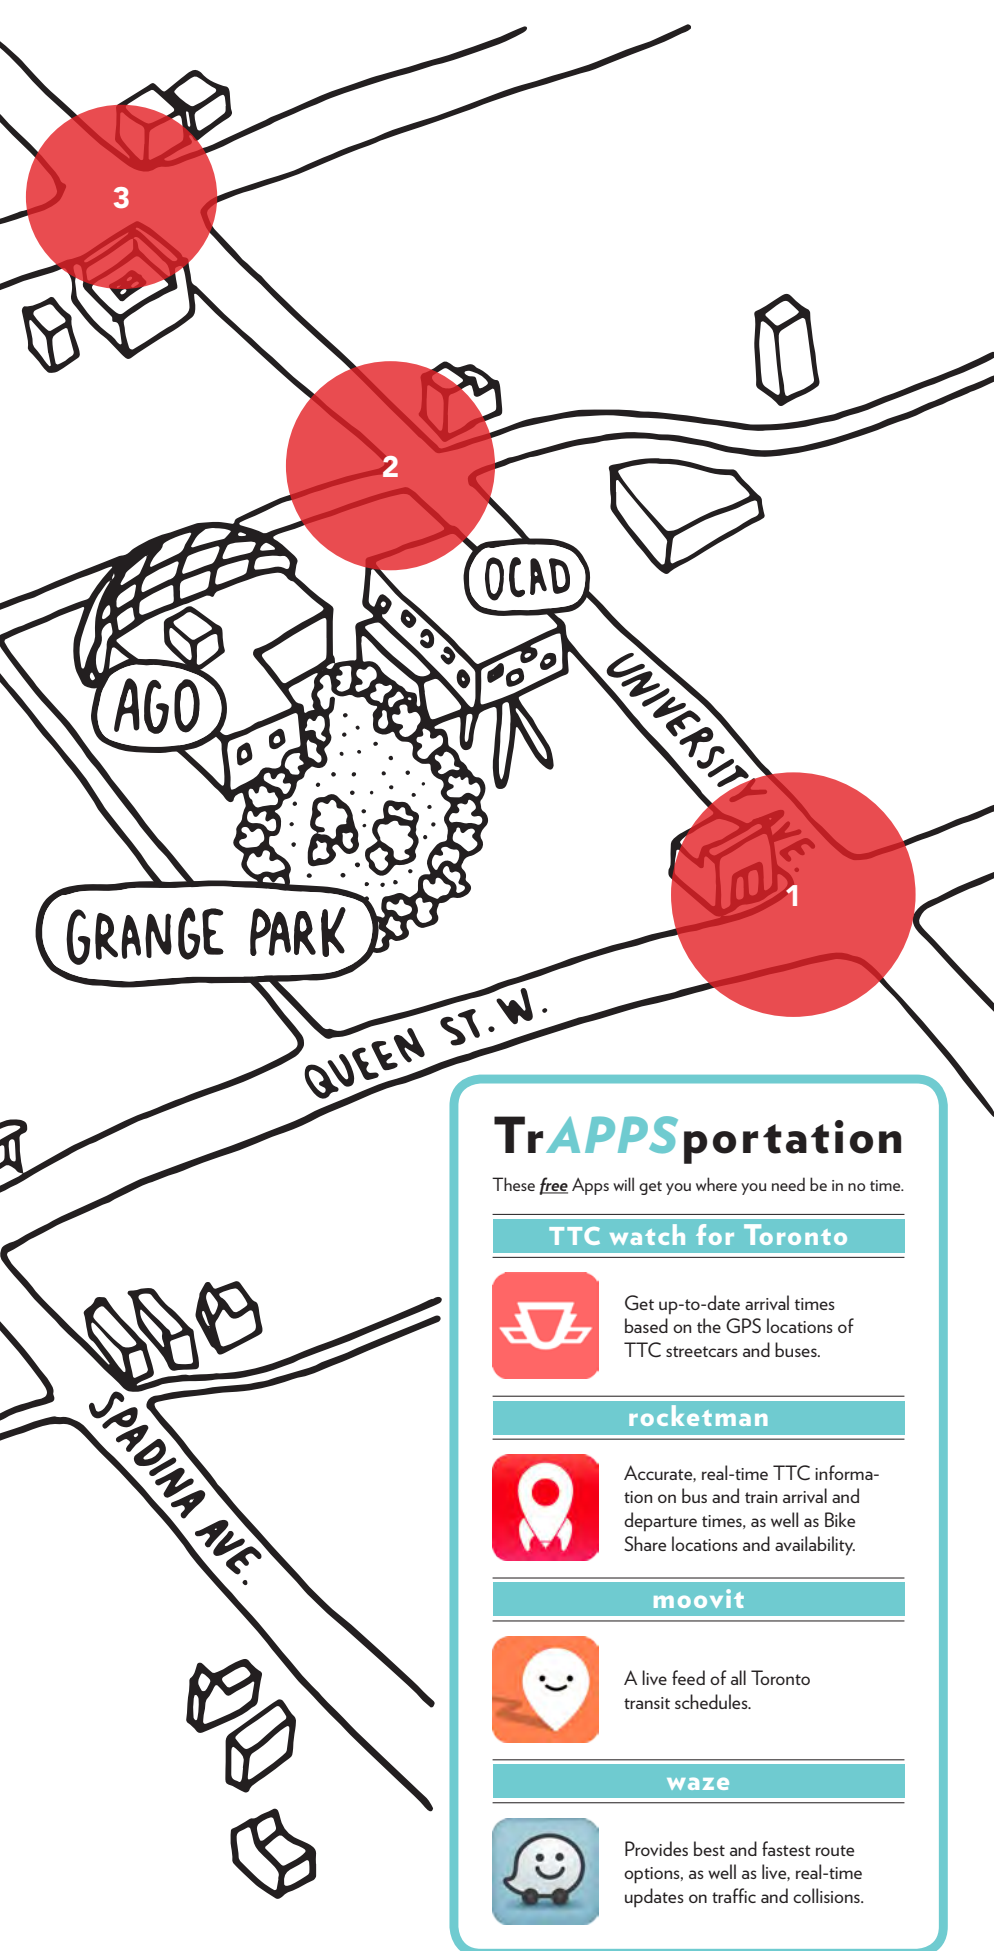 3
2
OCAD
AGO
UNIVERSITY AVE.
1
GRANGE PARK
QUEEN ST. W.
TrAPPSportation
These free Apps will get you where you need be in no time.
TTC watch for Toronto
Get up-to-date arrival times
based on the GPS locations of
TTC streetcars and buses.
rocketman
Accurate, real-time TTC informa-
tion on bus and train arrival and
departure times, as well as Bike
Share locations and availability.
SPADINA AVE.
moovit
A live feed of all Toronto
transit schedules.
waze
Provides best and fastest route
options, as well as live, real-time
updates on traffic and collisions.